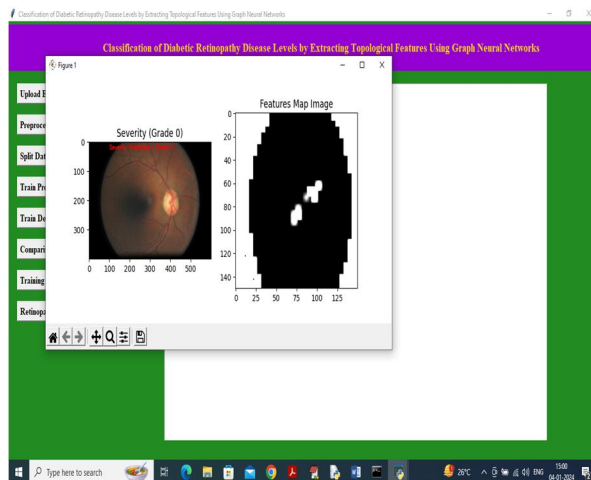 Classification of Diabetic Retinopathy Disease Levels by Extracting Topological Features Using Graph Neural Networks
Classification of Diabetic Retinopathy Disease Levels by Extracting Topological Features Using Graph Neural Networks
Figure 1
Upload
Preproce
Split Dat
Train Pr
Train De
Compari
Training
Retinopa
Severity (Grade 0)
0
100
200
300
0 100 200 300 400 500
Features Map Image
0
20
40
60
80
100
120
140
0 25 50 75 100 125
Type here to search
26°C
ENG
15:00
04-01-2024